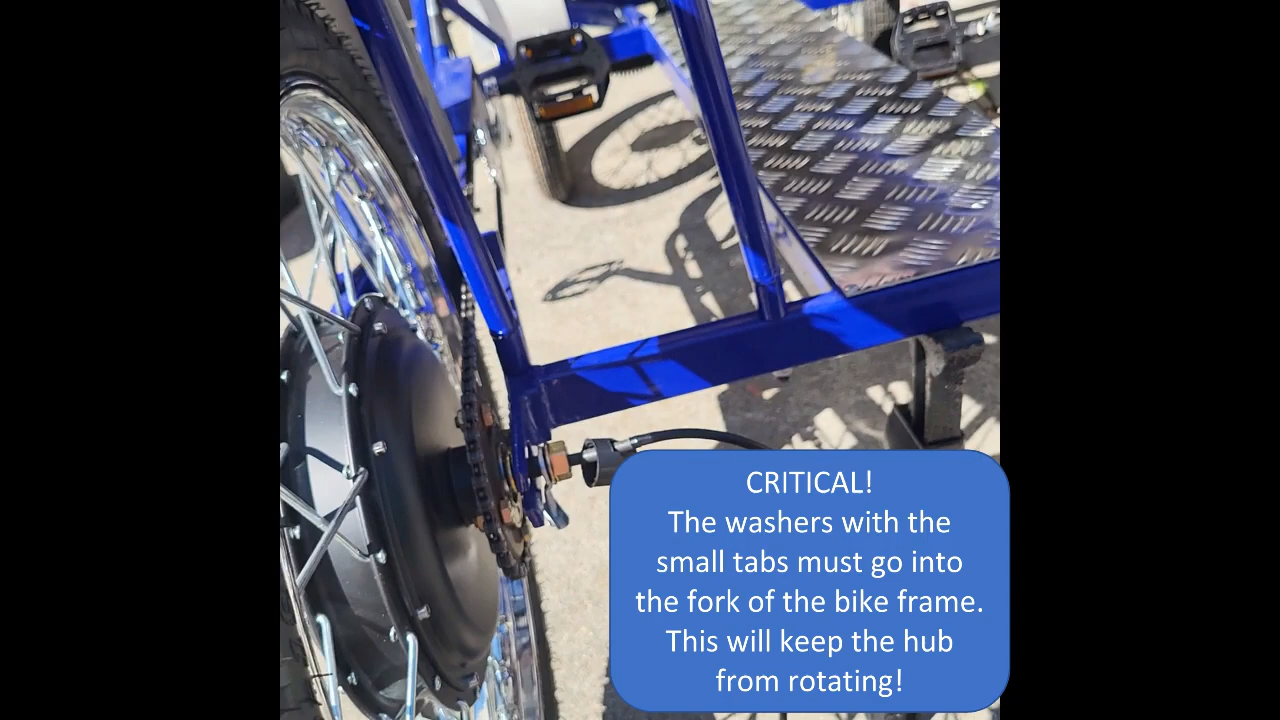 CRITICAL!
The washers with the
small tabs must go into
the fork of the bike frame.
This will keep the hub
from rotating!